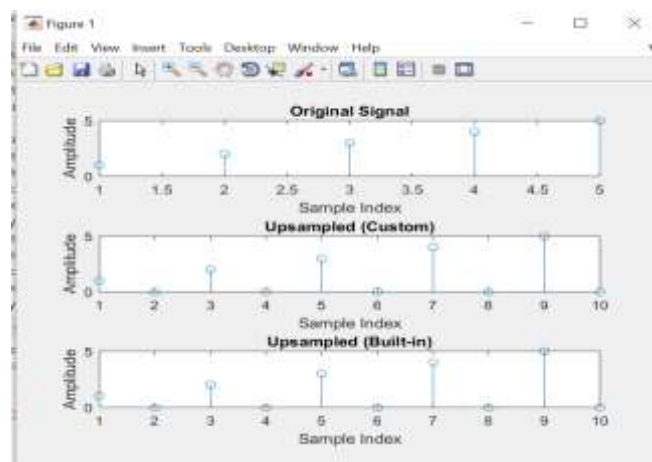 Figure 1
File Edit View Insert Tools Desktop Window Help
Original Signal
5
Amplitude
0
1 1.5 2 2.5 3 3.5 4 4.5 5
Sample Index
Upsampled (Custom)
5
Amplitude
0
1 2 3 4 5 6 7 8 9 10
Sample Index
Upsampled (Built-in)
5
Amplitude
0
1 2 3 4 5 6 7 8 9 10
Sample Index